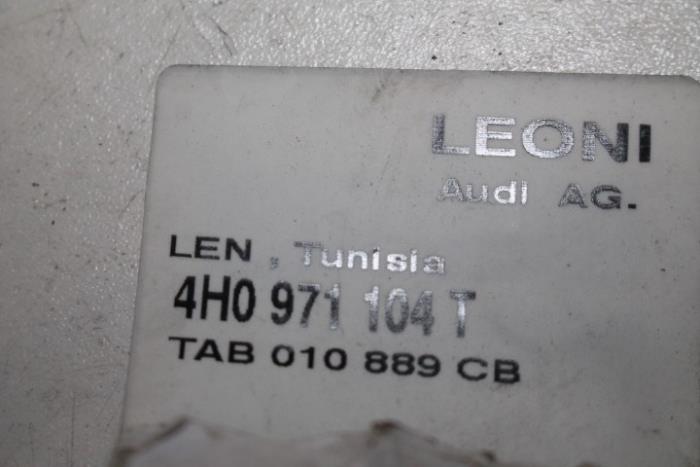 LEONI
Audi AG.
LEN , Tunisia
4H0 971 104 T
TAB 010 889 CB